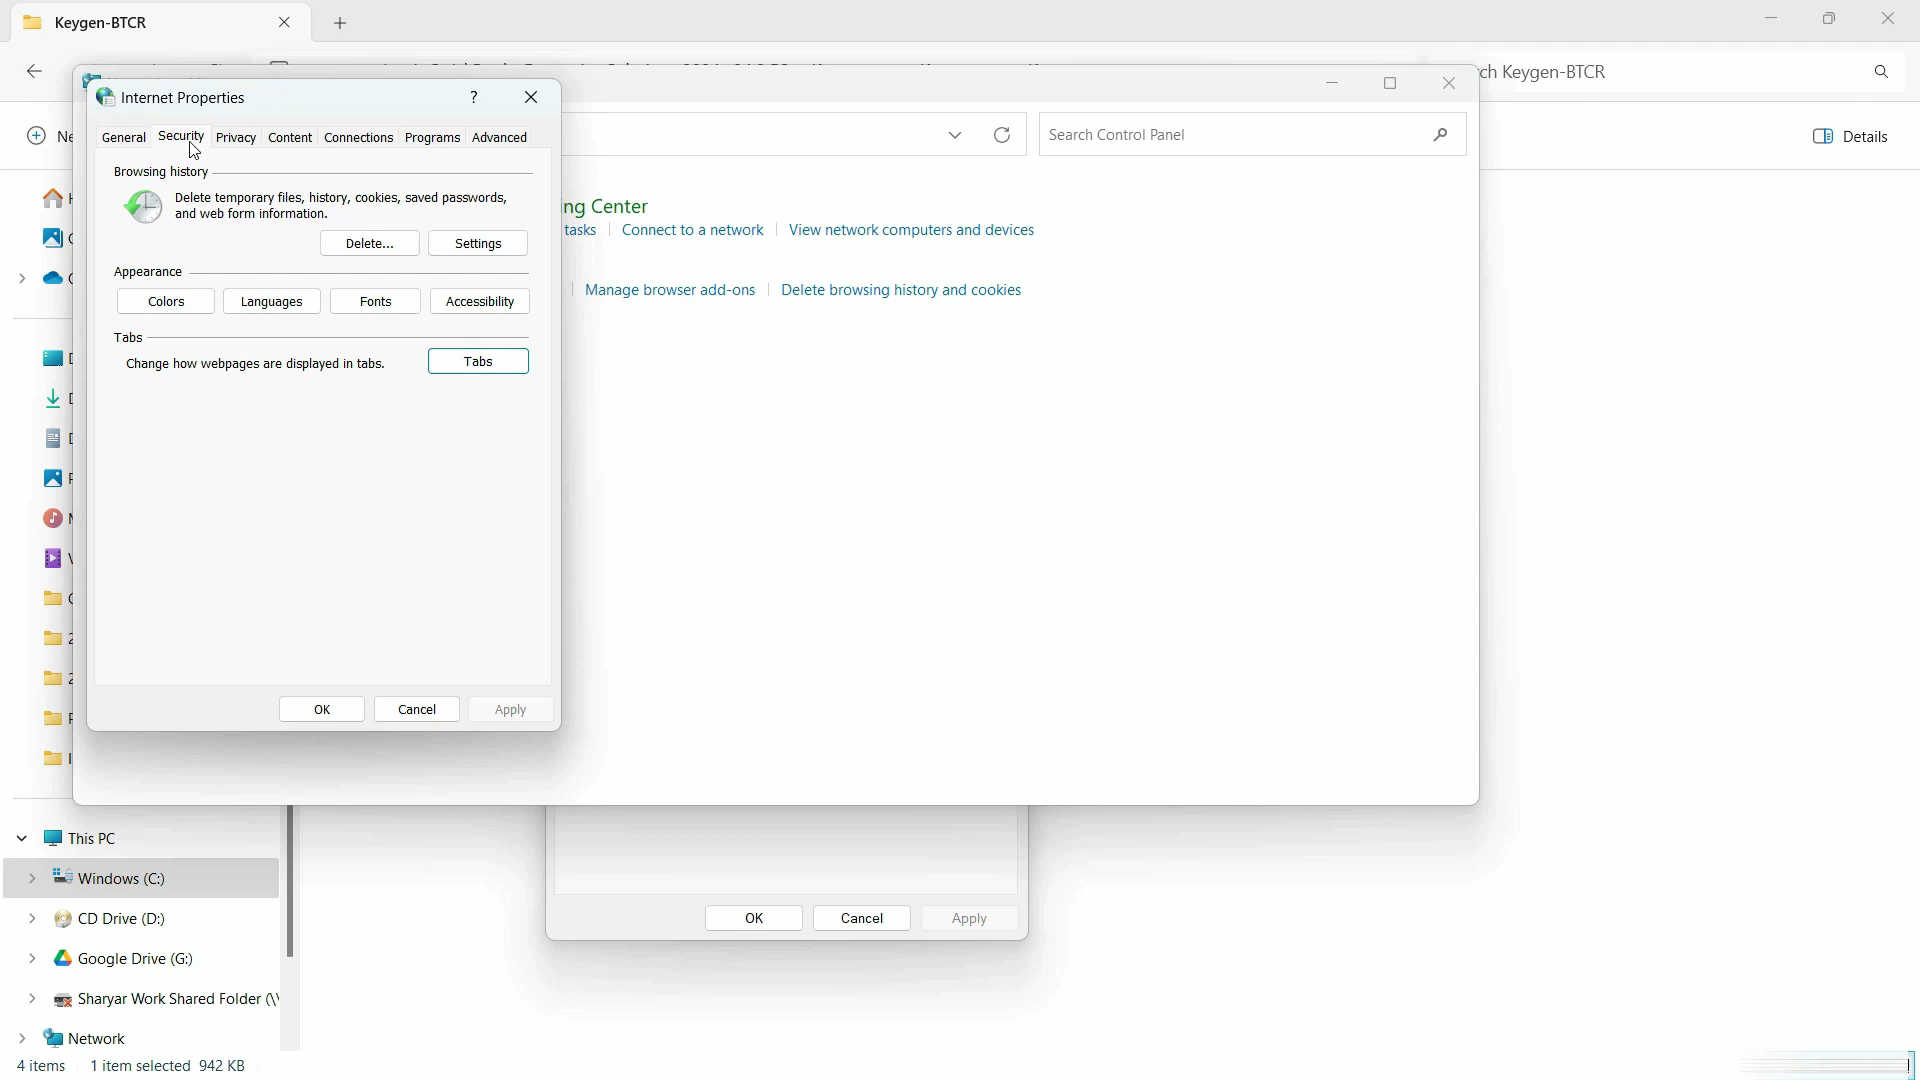 Keygen-BTCR
ch Keygen-BTCR
Details
Internet Properties
?
General Security Privacy Content Connections Programs Advanced
Browsing history
Delete temporary files, history, cookies, saved passwords,
and web form information.
Delete... Settings
Appearance
Colors Languages Fonts Accessibility
Tabs
Change how webpages are displayed in tabs.
Tabs
OK Cancel Apply
Search Control Panel
ing Center
tasks Connect to a network View network computers and devices
Manage browser add-ons Delete browsing history and cookies
OK Cancel Apply
This PC
Windows (C:)
CD Drive (D:)
Google Drive (G:)
Sharyar Work Shared Folder (\\
Network
4 items 1 item selected 942 KB